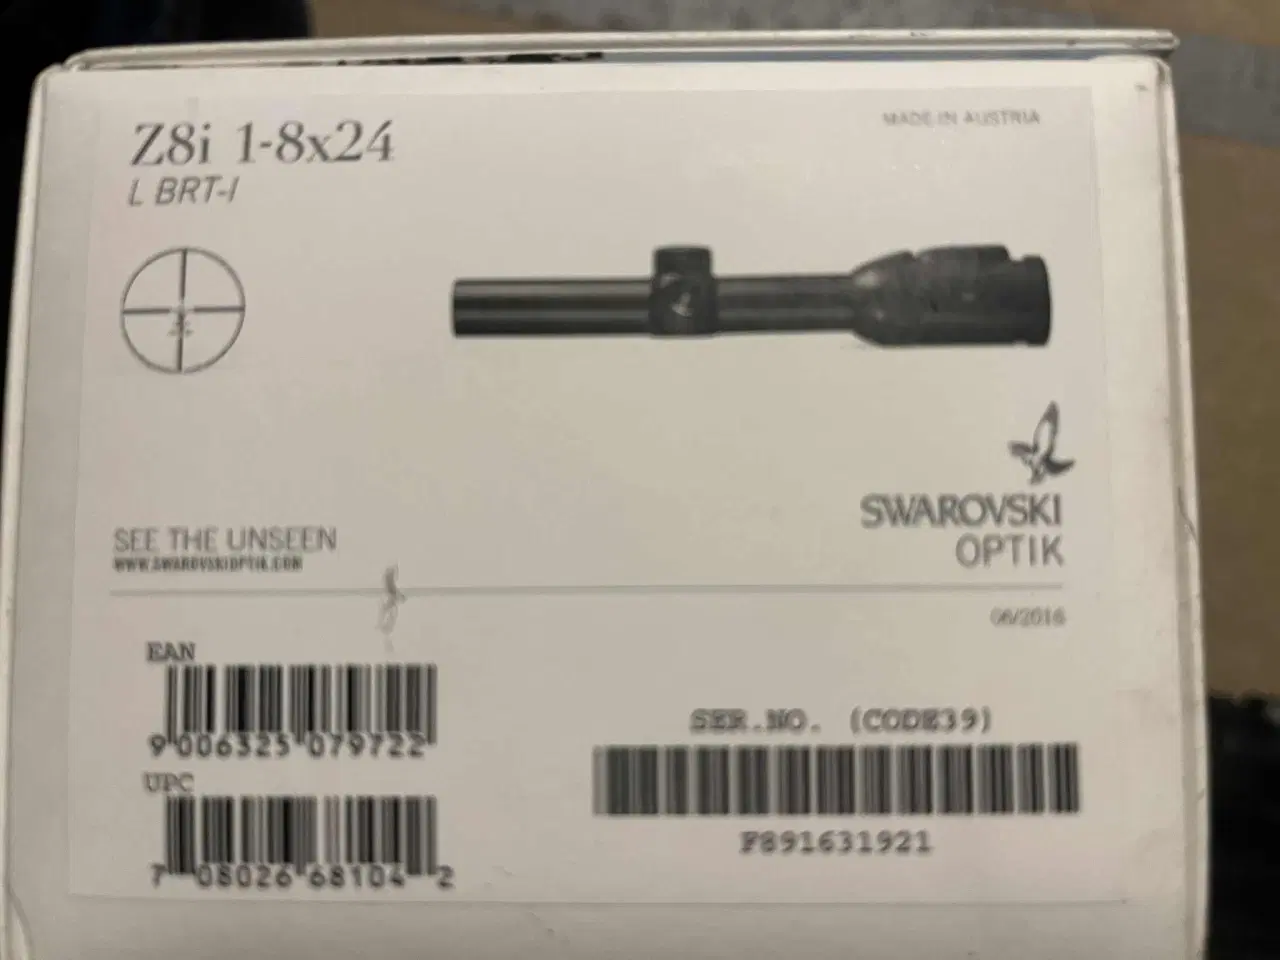 Z8i 1-8x24
MADE IN AUSTRIA
L BRT-I
SWAROVSKI
OPTIK
SEE THE UNSEEN
WWW.SWAROVSKIOPTIK.COM
06/2016
EAN
9 006325 079722
SER.NO. (CODE39)
F891631921
UPC
7 08026 68104 2